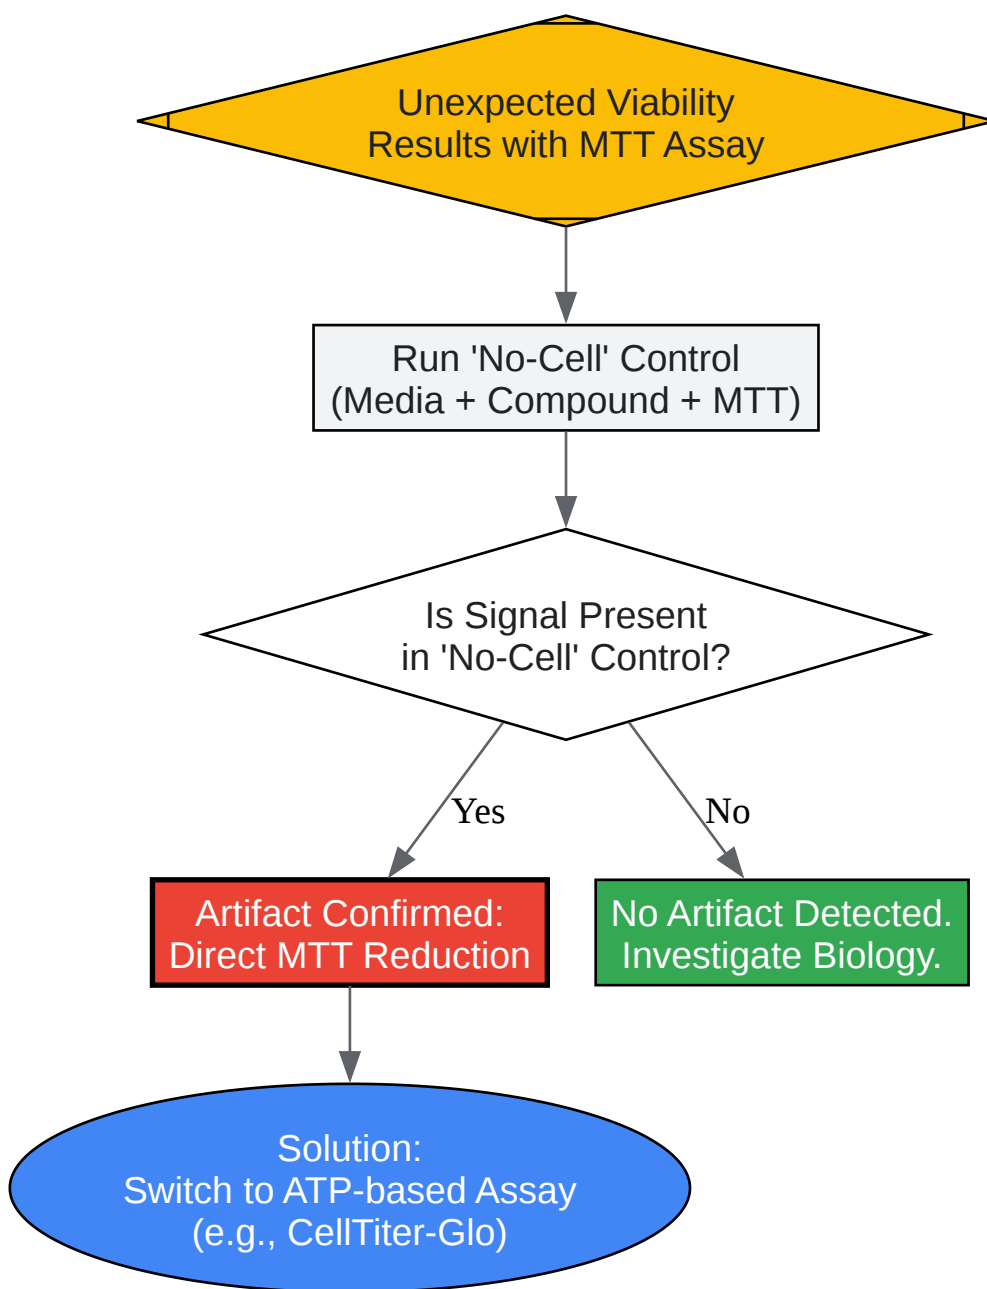 Unexpected Viability
Results with MTT Assay
Run 'No-Cell' Control
(Media + Compound + MTT)
Is Signal Present
in 'No-Cell' Control?
Yes
No
Artifact Confirmed:
Direct MTT Reduction
No Artifact Detected.
Investigate Biology.
Solution:
Switch to ATP-based Assay
(e.g., CellTiter-Glo)